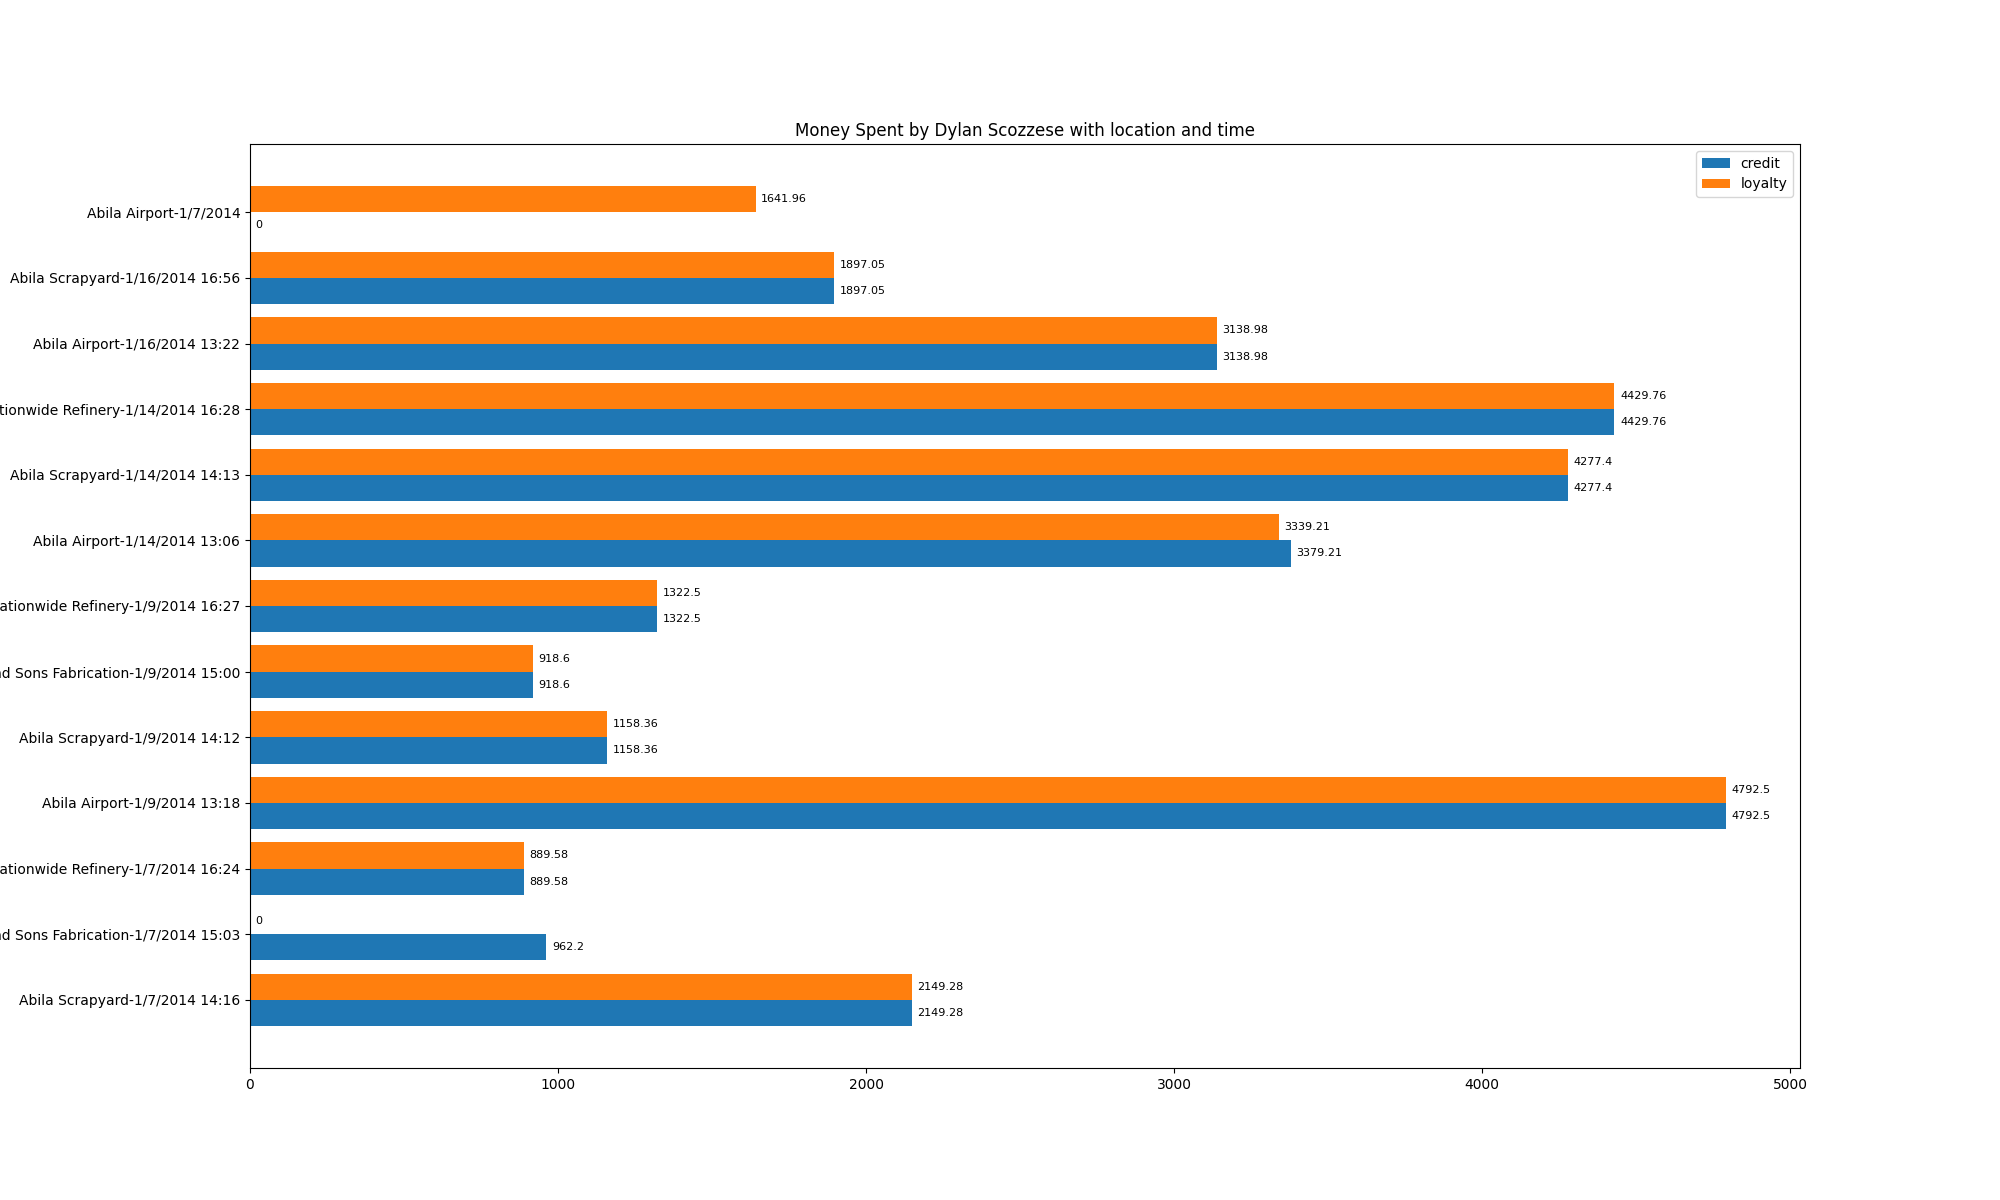 Money Spent by Dylan Scozzese with location and time
credit
loyalty
Abila Airport-1/7/2014
1641.96
0
Abila Scrapyard-1/16/2014 16:56
1897.05
1897.05
Abila Airport-1/16/2014 13:22
3138.98
3138.98
tionwide Refinery-1/14/2014 16:28
4429.76
4429.76
Abila Scrapyard-1/14/2014 14:13
4277.4
4277.4
Abila Airport-1/14/2014 13:06
3339.21
3379.21
ationwide Refinery-1/9/2014 16:27
1322.5
1322.5
d Sons Fabrication-1/9/2014 15:00
918.6
918.6
Abila Scrapyard-1/9/2014 14:12
1158.36
1158.36
Abila Airport-1/9/2014 13:18
4792.5
4792.5
ationwide Refinery-1/7/2014 16:24
889.58
889.58
d Sons Fabrication-1/7/2014 15:03
0
962.2
Abila Scrapyard-1/7/2014 14:16
2149.28
2149.28
0 1000 2000 3000 4000 5000